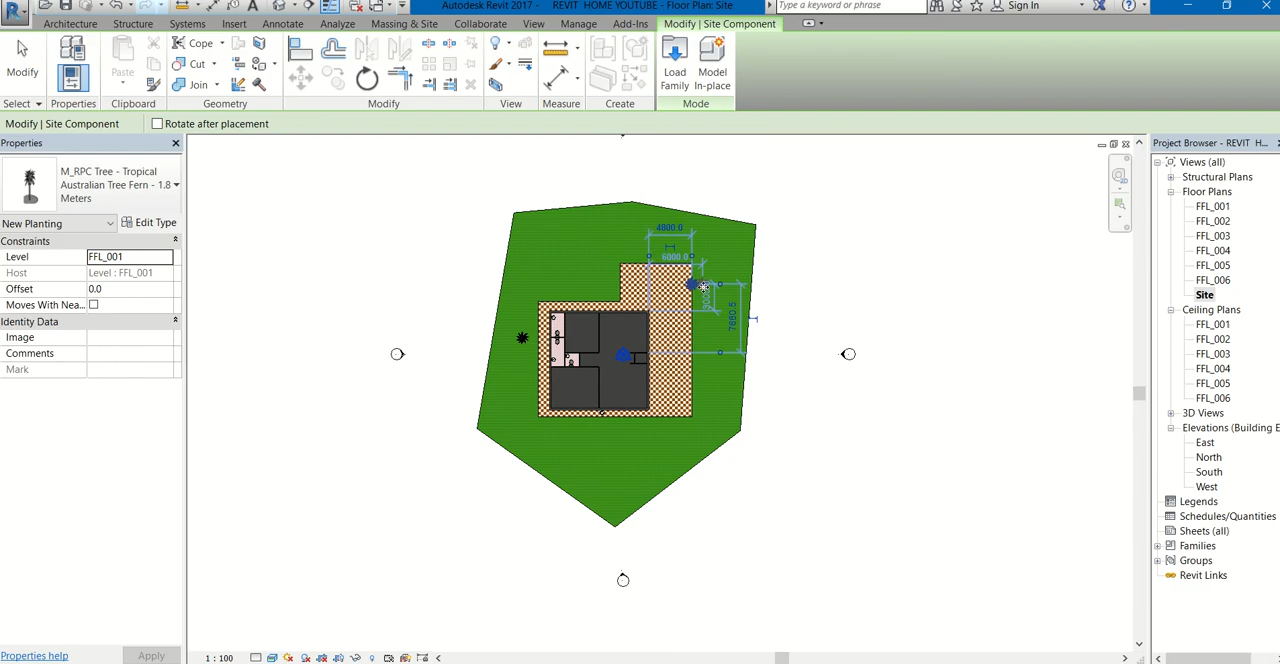 Autodesk Revit 2017 - REVIT HOME YOUTUBE - Floor Plan: Site
Type a keyword or phrase
Sign In
Architecture Structure Systems Insert Annotate Analyze Massing & Site Collaborate View Manage Add-Ins Modify | Site Component
Modify
Paste
Cope
Cut
Join
Load Family
Model In-place
Select Properties Clipboard Geometry Modify View Measure Create Mode
Modify | Site Component
Rotate after placement
Properties
M_RPC Tree - Tropical
Australian Tree Fern - 1.8
Meters
New Planting
Edit Type
Constraints
Level FFL_001
Host Level : FFL_001
Offset 0.0
Moves With Nea...
Identity Data
Image
Comments
Mark
Properties help
Apply
4800.0
6000.0
1 : 100
Project Browser - REVIT H...
Views (all)
Structural Plans
Floor Plans
FFL_001
FFL_002
FFL_003
FFL_004
FFL_005
FFL_006
Site
Ceiling Plans
FFL_001
FFL_002
FFL_003
FFL_004
FFL_005
FFL_006
3D Views
Elevations (Building E
East
North
South
West
Legends
Schedules/Quantities
Sheets (all)
Families
Groups
Revit Links